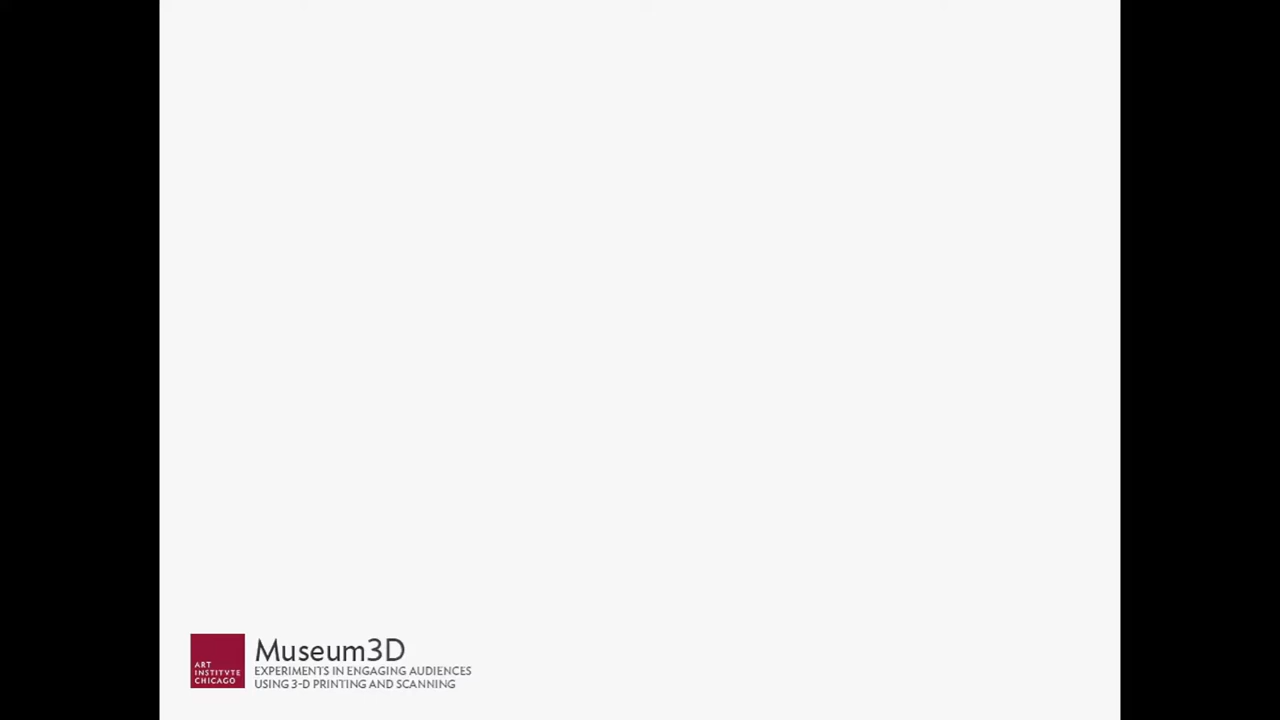 ART
INSTITVTE
CHICAGO
Museum3D
EXPERIMENTS IN ENGAGING AUDIENCES
USING 3-D PRINTING AND SCANNING